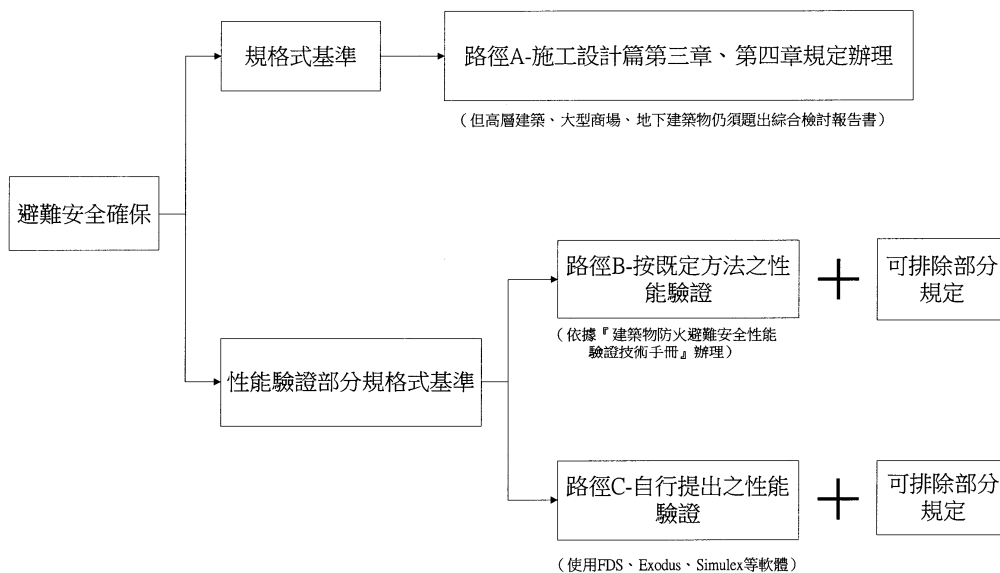 規格式基準
路徑A-施工設計篇第三章、第四章規定辦理
（但高層建築、大型商場、地下建築物仍須題出綜合檢討報告書）
避難安全確保
路徑B-按既定方法之性
能驗證
+
可排除部分
規定
（依據『建築物防火避難安全性能
驗證技術手冊』辦理）
性能驗證部分規格式基準
路徑C-自行提出之性能
驗證
+
可排除部分
規定
（使用FDS、Exodus、Simulex等軟體）